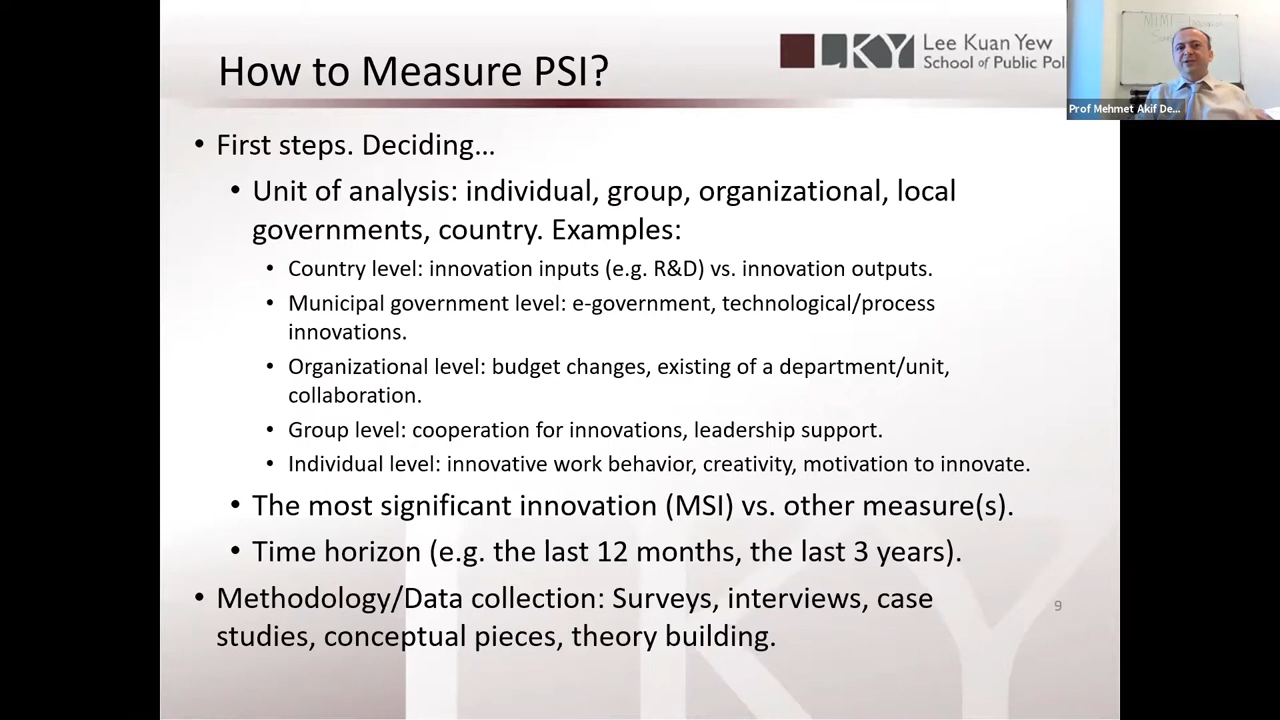 How to Measure PSI?
LKY
Lee Kuan Yew
School of Public Pol
Prof Mehmet Akif De...
• First steps. Deciding...
• Unit of analysis: individual, group, organizational, local
governments, country. Examples:
• Country level: innovation inputs (e.g. R&D) vs. innovation outputs.
• Municipal government level: e-government, technological/process
innovations.
• Organizational level: budget changes, existing of a department/unit,
collaboration.
• Group level: cooperation for innovations, leadership support.
• Individual level: innovative work behavior, creativity, motivation to innovate.
• The most significant innovation (MSI) vs. other measure(s).
• Time horizon (e.g. the last 12 months, the last 3 years).
• Methodology/Data collection: Surveys, interviews, case
studies, conceptual pieces, theory building.
9